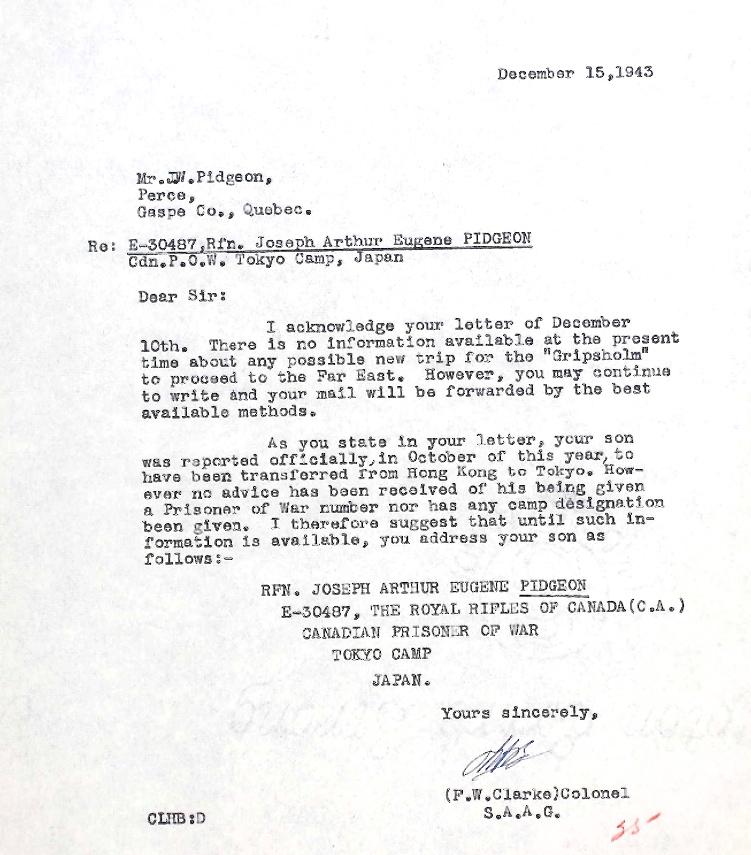 December 15,1943
Mr.JW.Pidgeon,
Perce,
Gaspe Co., Quebec.
Re: E-30487,Rfn. Joseph Arthur Eugene PIDGEON
Cdn.P.O.W. Tokyo Camp, Japan
Dear Sir:
I acknowledge your letter of December
10th. There is no information available at the present
time about any possible new trip for the "Gripsholm"
to proceed to the Far East. However, you may continue
to write and your mail will be forwarded by the best
available methods.
As you state in your letter, your son
was reported officially,in October of this year,to
have been transferred from Hong Kong to Tokyo. How-
ever no advice has been received of his being given
a Prisoner of War number nor has any camp designation
been given. I therefore suggest that until such in-
formation is available, you address your son as
follows:-
RFN. JOSEPH ARTHUR EUGENE PIDGEON
E-30487, THE ROYAL RIFLES OF CANADA(C.A.)
CANADIAN PRISONER OF WAR
TOKYO CAMP
JAPAN.
Yours sincerely,
(F.W.Clarke)Colonel
S.A.A.G.
CLHB:D
35